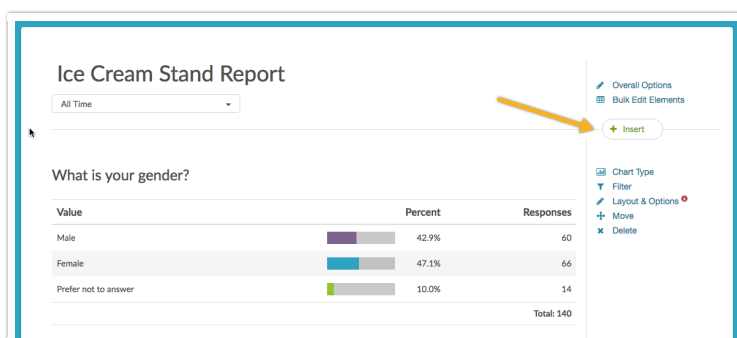 Ice Cream Stand Report
All Time
Overall Options
Bulk Edit Elements
+ Insert
What is your gender?
Chart Type
Filter
Layout & Options
Move
Delete
Value Percent Responses
Male 42.9% 60
Female 47.1% 66
Prefer not to answer 10.0% 14
Total: 140